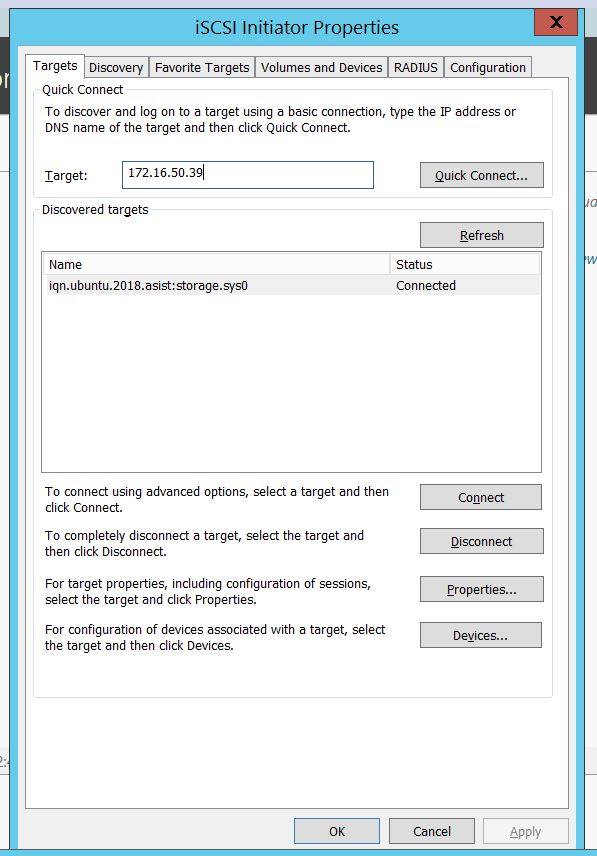 iSCSI Initiator Properties
X
Targets Discovery Favorite Targets Volumes and Devices RADIUS Configuration
Quick Connect
To discover and log on to a target using a basic connection, type the IP address or
DNS name of the target and then click Quick Connect.
Target: 172.16.50.39 Quick Connect...
Discovered targets
Refresh
Name Status
iqn.ubuntu.2018.asist:storage.sys0 Connected
To connect using advanced options, select a target and then
click Connect.
Connect
To completely disconnect a target, select the target and
then click Disconnect.
Disconnect
For target properties, including configuration of sessions,
select the target and click Properties.
Properties...
For configuration of devices associated with a target, select
the target and then click Devices.
Devices...
OK Cancel Apply